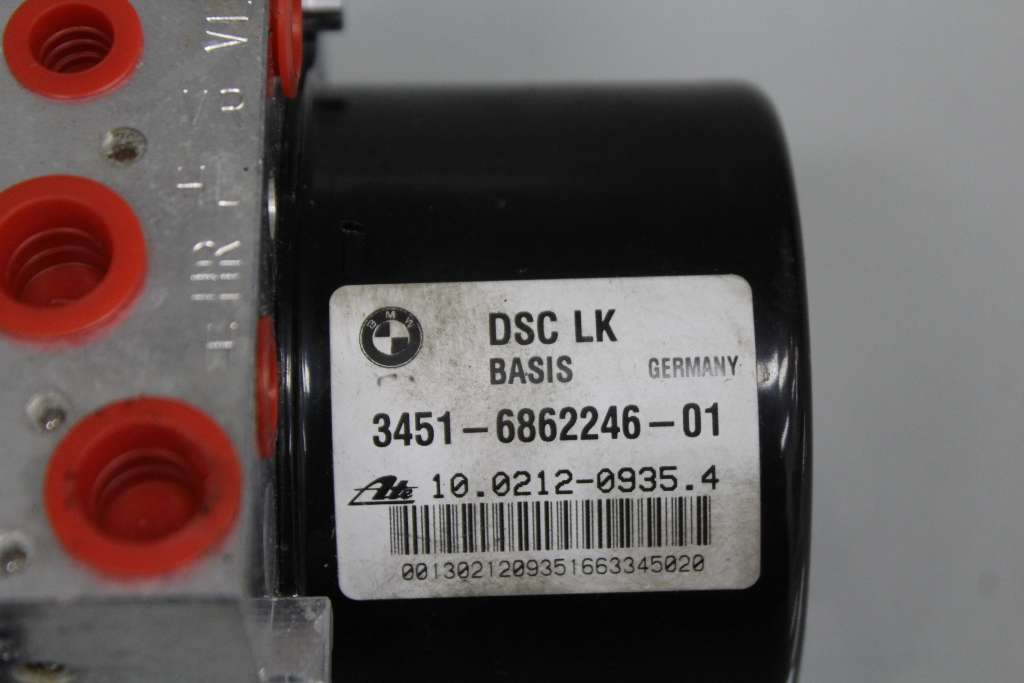 BMW
DSC LK
BASIS GERMANY
3451-6862246-01
Ate 10.0212-0935.4
0013021209351663345020